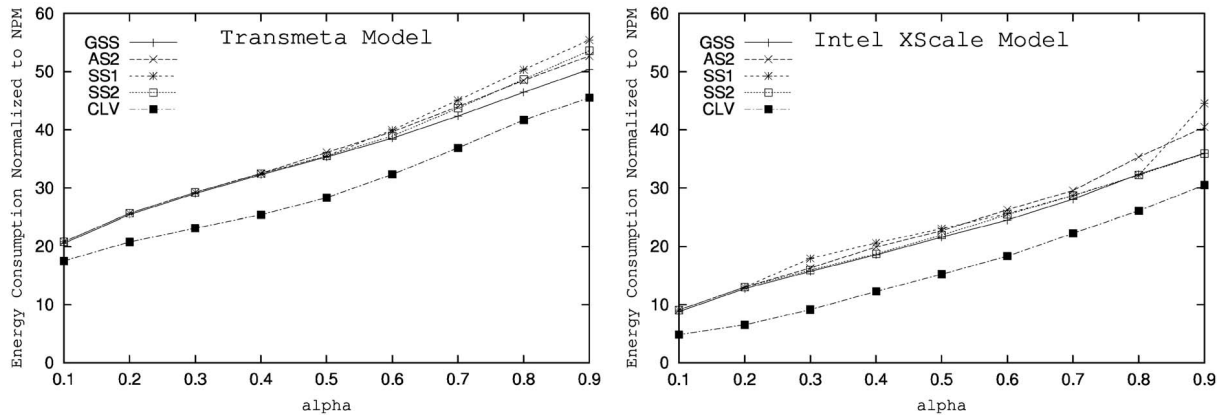 Energy Consumption Normalized to NPM
60
50
40
30
20
10
0
GSS
AS2
SS1
SS2
CLV
Transmeta Model
0.1 0.2 0.3 0.4 0.5 0.6 0.7 0.8 0.9
alpha
Energy Consumption Normalized to NPM
60
50
40
30
20
10
0
GSS
AS2
SS1
SS2
CLV
Intel XScale Model
0.1 0.2 0.3 0.4 0.5 0.6 0.7 0.8 0.9
alpha